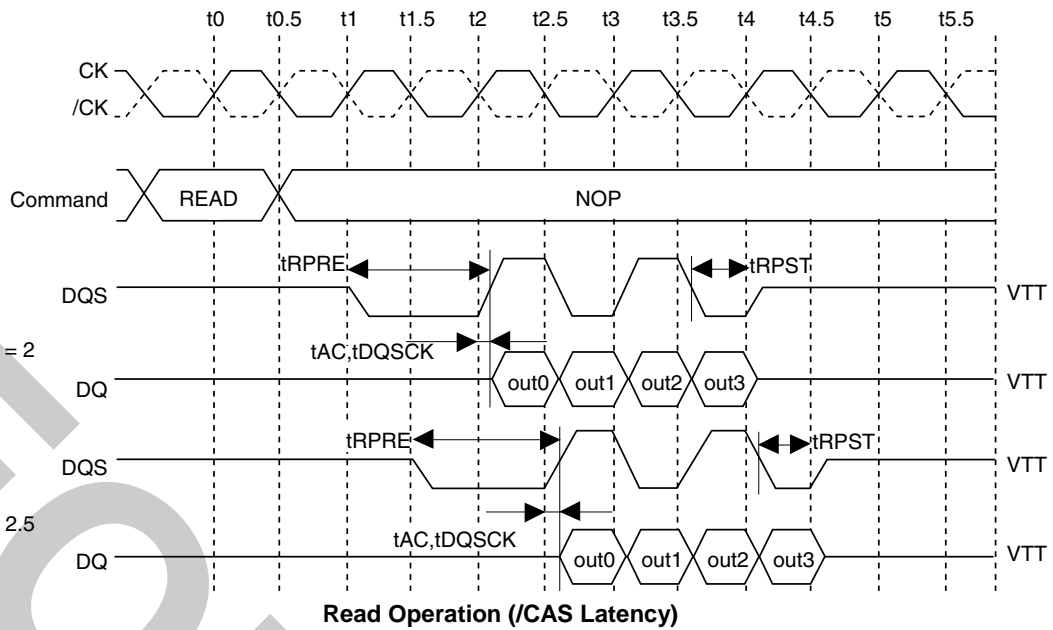 t0 t0.5 t1 t1.5 t2 t2.5 t3 t3.5 t4 t4.5 t5 t5.5
CK
/CK
Command READ NOP
tRPRE tRPST
DQS VTT
= 2
tAC,tDQSCK
DQ out0 out1 out2 out3 VTT
tRPRE tRPST
DQS VTT
2.5
tAC,tDQSCK
DQ out0 out1 out2 out3 VTT
Read Operation (/CAS Latency)